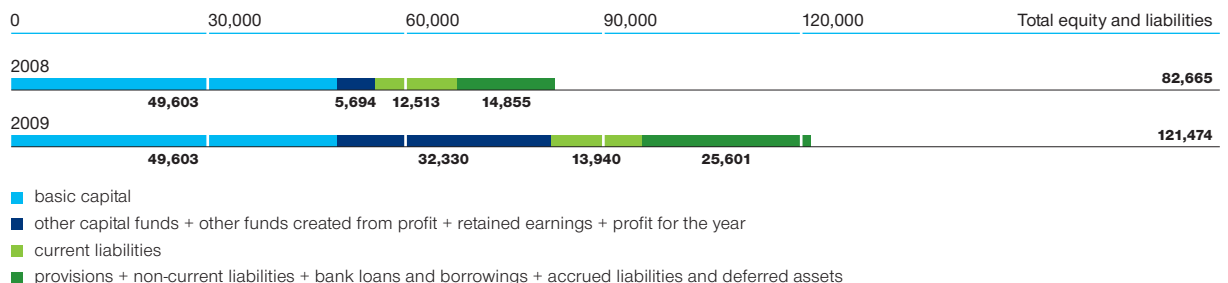 0 30,000 60,000 90,000 120,000 Total equity and liabilities
2008
82,665
49,603 5,694 12,513 14,855
2009
121,474
49,603 32,330 13,940 25,601
basic capital
other capital funds + other funds created from profit + retained earnings + profit for the year
current liabilities
provisions + non-current liabilities + bank loans and borrowings + accrued liabilities and deferred assets